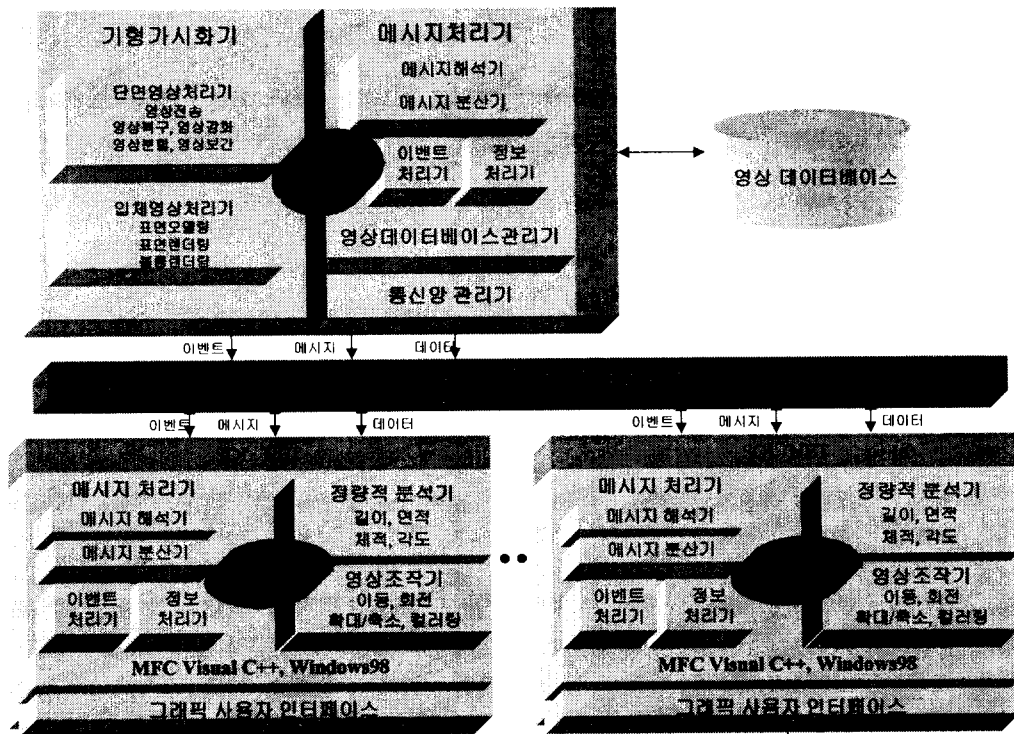 기형가시화기
단면영상처리기
영상전송
영상복구, 영상강화
영상분할, 영상보간
입체영상처리기
표면모델링
표면렌더링
볼륨렌더링
메시지처리기
메시지해석기
메시지 분산기
이벤트
처리기
정보
처리기
영상데이터베이스관리기
통신망 관리기
영상 데이터베이스
이벤트
메시지
데이터
이벤트
메시지
데이터
이벤트
메시지
데이터
메시지 처리기
메시지 해석기
메시지 분산기
이벤트
처리기
정보
처리기
정량적 분석기
길이, 면적
체적, 각도
영상조작기
이동, 회전
확대/축소, 컬러링
MFC Visual C++, Windows98
그래픽 사용자 인터페이스
메시지 처리기
메시지 해석기
메시지 분산기
이벤트
처리기
정보
처리기
정량적 분석기
길이, 면적
체적, 각도
영상조작기
이동, 회전
확대/축소, 컬러링
MFC Visual C++, Windows98
그래픽 사용자 인터페이스